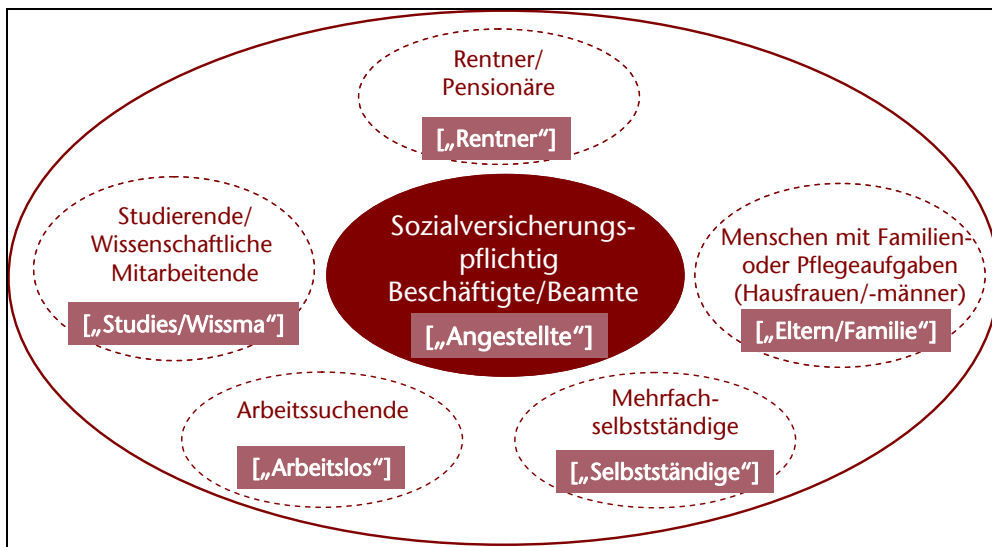 Rentner/
Pensionäre
[„Rentner“]
Studierende/
Wissenschaftliche
Mitarbeitende
[„Studies/Wissma“]
Sozialversicherungs-
pflichtig
Beschäftigte/Beamte
[„Angestellte“]
Menschen mit Familien-
oder Pflegeaufgaben
(Hausfrauen/-männer)
[„Eltern/Familie“]
Arbeitssuchende
[„Arbeitslos“]
Mehrfach-
selbstständige
[„Selbstständige“]